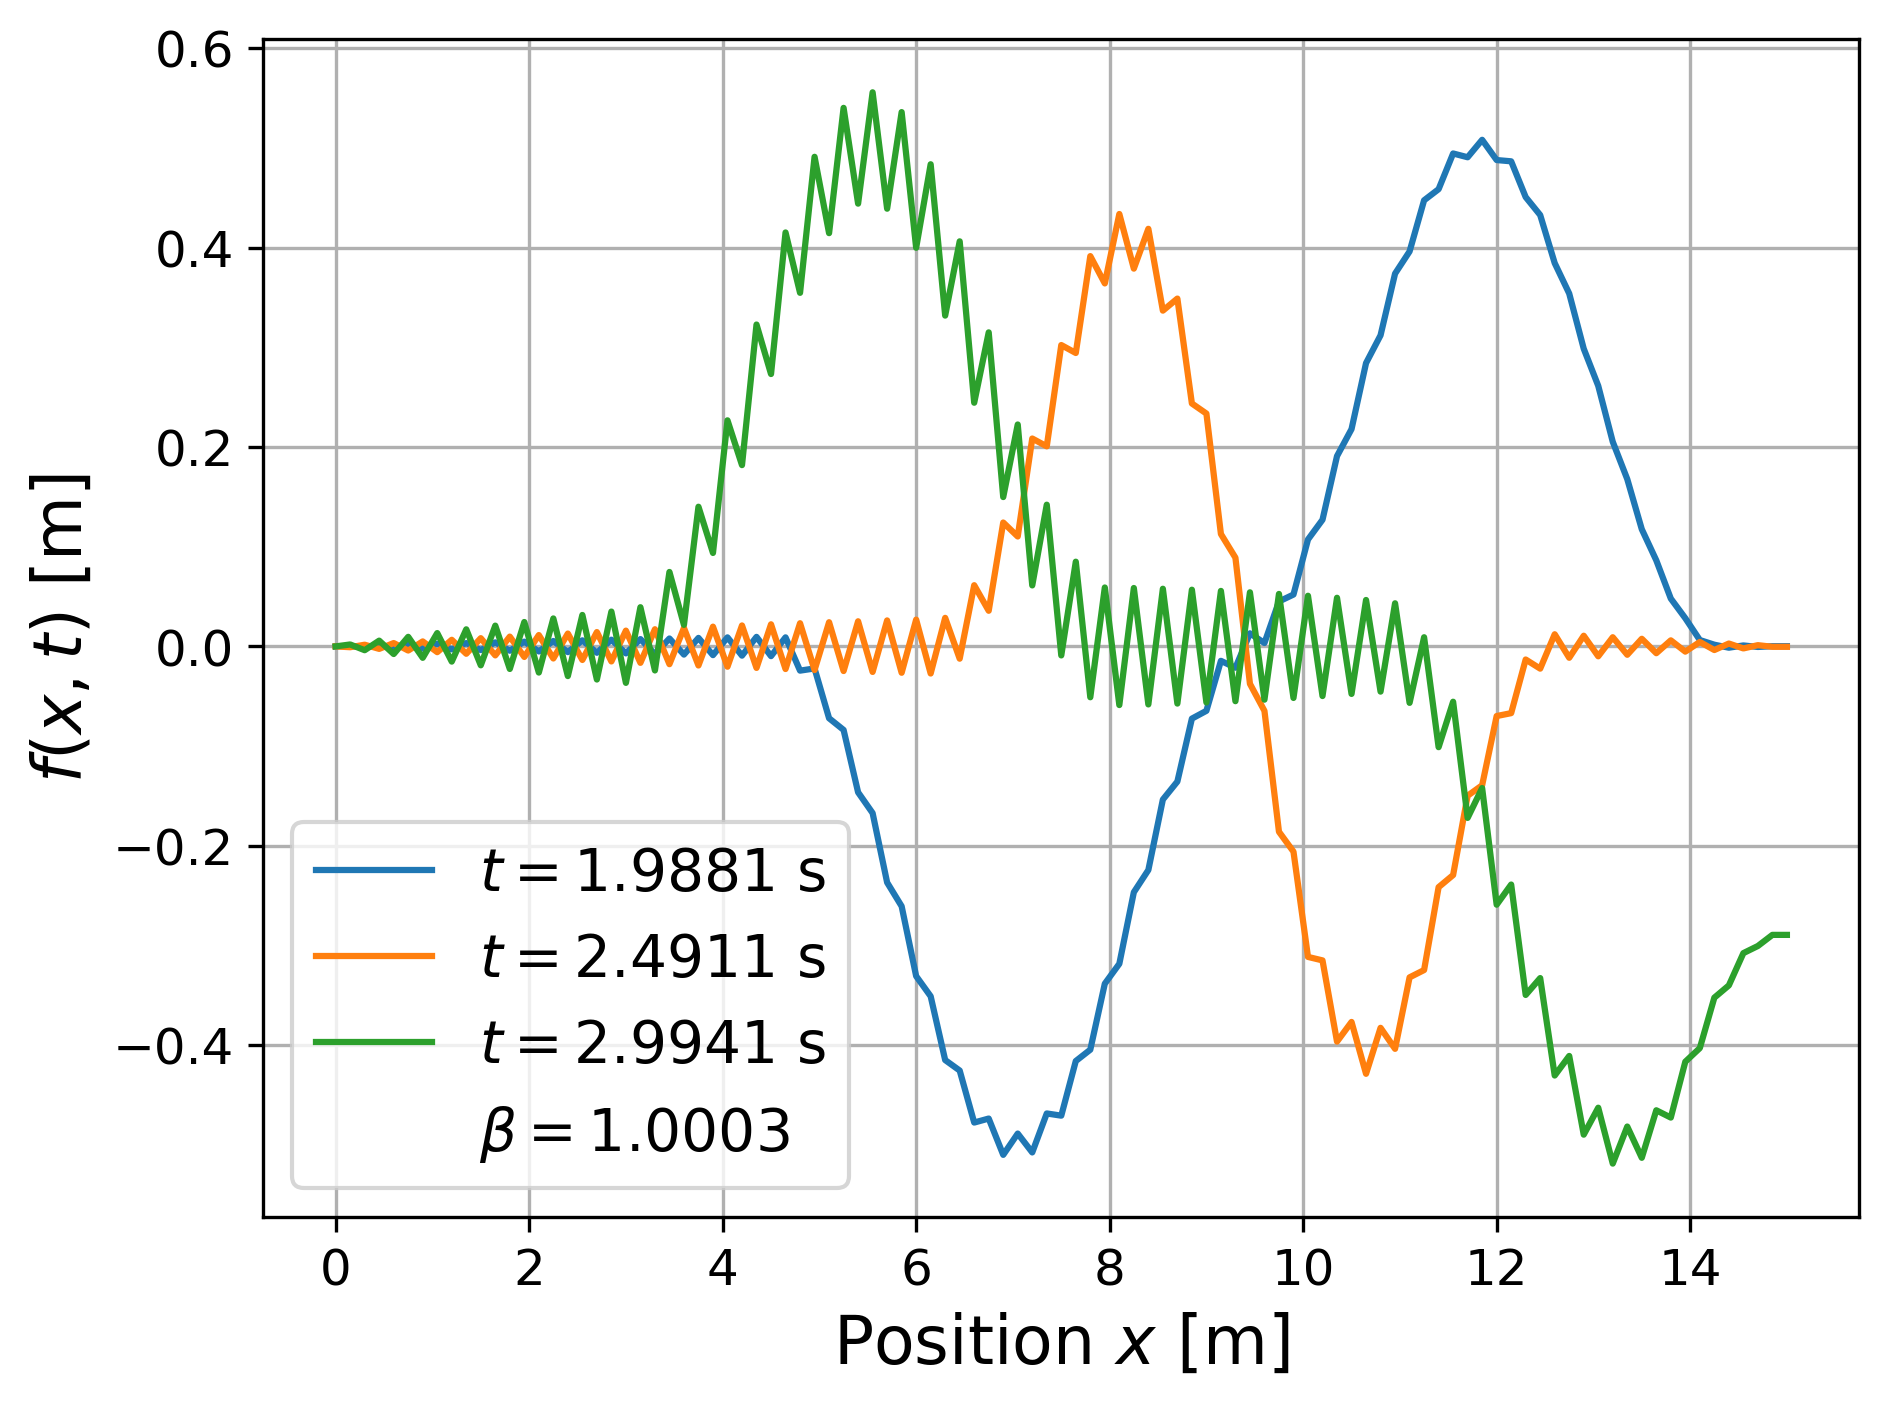 0.6
0.4
0.2
0.0
−0.2
−0.4
f(x, t) [m]
t = 1.9881 s
t = 2.4911 s
t = 2.9941 s
β = 1.0003
0 2 4 6 8 10 12 14
Position x [m]